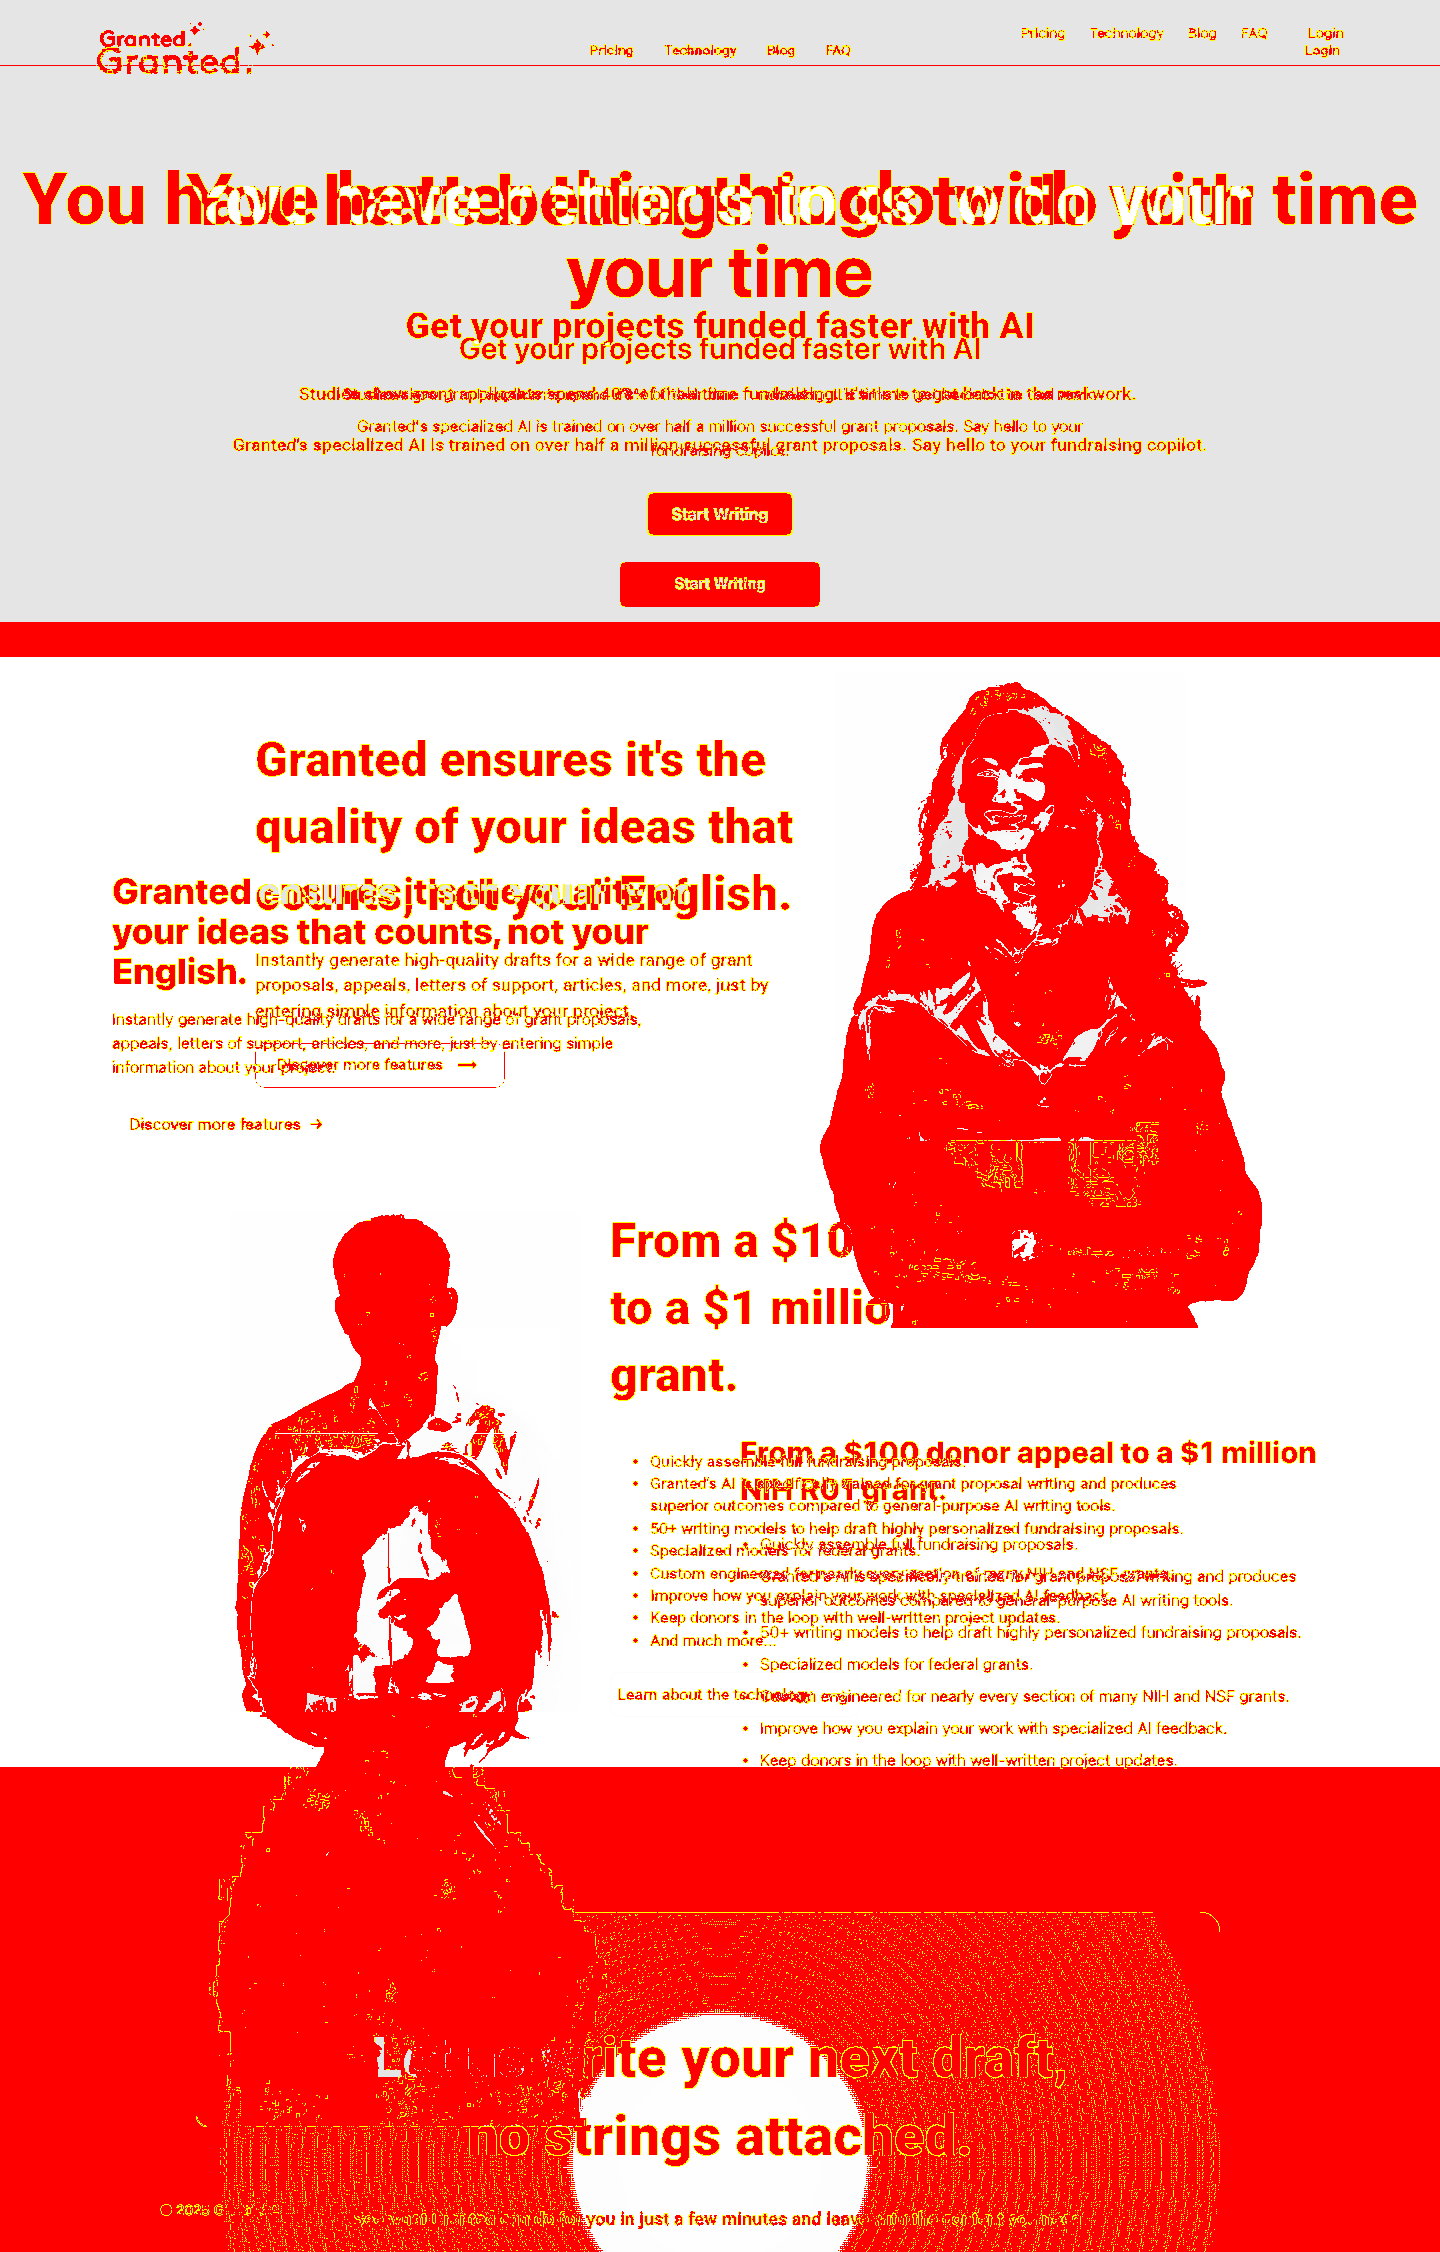 Granted.
Granted.
Pricing Technology Blog FAQ Login
Pricing Technology Blog FAQ Login
You have better things to do with your time
You have better things to do with
your time
Get your projects funded faster with AI
Get your projects funded faster with AI
Studies show grant applicants spend 40% of their time fundraising. It's time to get back to the real work.
Granted's specialized AI is trained on over half a million successful grant proposals. Say hello to your
fundraising copilot.
Granted's specialized AI is trained on over half a million successful grant proposals. Say hello to your fundraising copilot.
Start Writing
Start Writing
Granted ensures it's the
quality of your ideas that
counts, not your English.
Granted ensures it's the quality of
your ideas that counts, not your
English.
Instantly generate high-quality drafts for a wide range of grant
proposals, appeals, letters of support, articles, and more, just by
entering simple information about your project.
Instantly generate high-quality drafts for a wide range of grant proposals,
appeals, letters of support, articles, and more, just by entering simple
information about your project.
Discover more features →
Discover more features →
From a $10
to a $1 millio
grant.
From a $100 donor appeal to a $1 million
NIH R01 grant.
• Quickly assemble full fundraising proposals.
• Granted's AI is specifically trained for grant proposal writing and produces
superior outcomes compared to general-purpose AI writing tools.
• 50+ writing models to help draft highly personalized fundraising proposals.
• Specialized models for federal grants.
• Custom engineered for nearly every section of many NIH and NSF grants.
• Improve how you explain your work with specialized AI feedback.
• Keep donors in the loop with well-written project updates.
• And much more...
Learn about the technology
• Quickly assemble full fundraising proposals.
• Granted's AI is specifically trained for grant proposal writing and produces
superior outcomes compared to general-purpose AI writing tools.
• 50+ writing models to help draft highly personalized fundraising proposals.
• Specialized models for federal grants.
• Custom engineered for nearly every section of many NIH and NSF grants.
• Improve how you explain your work with specialized AI feedback.
• Keep donors in the loop with well-written project updates.
Let us write your next draft,
no strings attached.
© 202
you in just a few minutes and leave